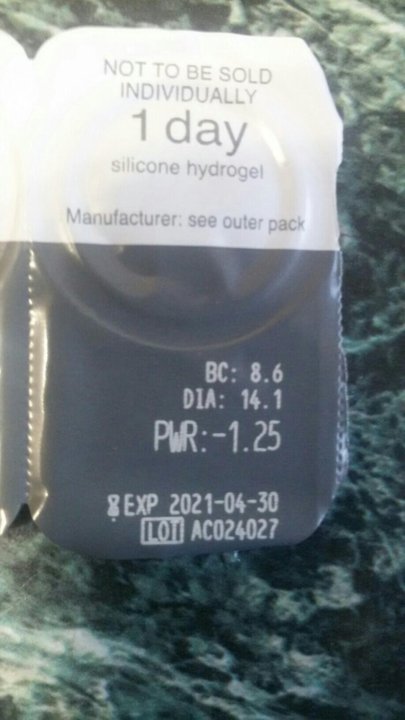 NOT TO BE SOLD
INDIVIDUALLY
1 day
silicone hydrogel
Manufacturer: see outer pack
BC: 8.6
DIA: 14.1
PWR:-1.25
EXP 2021-04-30
LOT AC024027